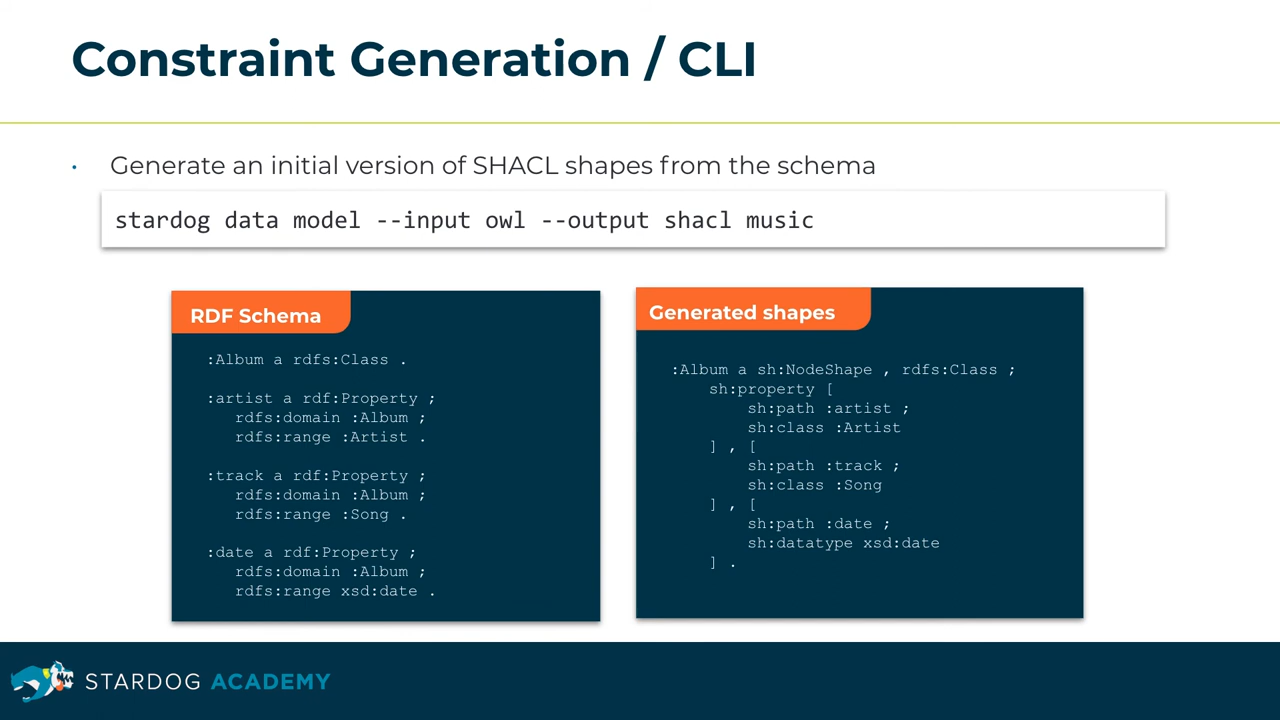 Constraint Generation / CLI
• Generate an initial version of SHACL shapes from the schema
stardog data model --input owl --output shacl music
RDF Schema
:Album a rdfs:Class .
:artist a rdf:Property ;
rdfs:domain :Album ;
rdfs:range :Artist .
:track a rdf:Property ;
rdfs:domain :Album ;
rdfs:range :Song .
:date a rdf:Property ;
rdfs:domain :Album ;
rdfs:range xsd:date .
Generated shapes
:Album a sh:NodeShape , rdfs:Class ;
sh:property [
sh:path :artist ;
sh:class :Artist
] , [
sh:path :track ;
sh:class :Song
] , [
sh:path :date ;
sh:datatype xsd:date
] .
STARDOG ACADEMY